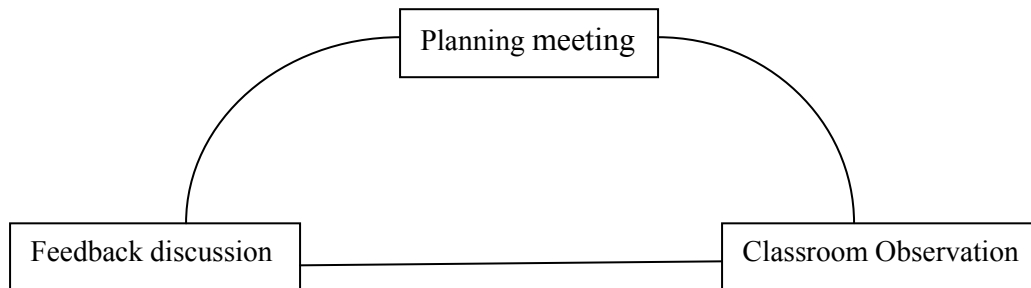 Planning meeting
Feedback discussion
Classroom Observation